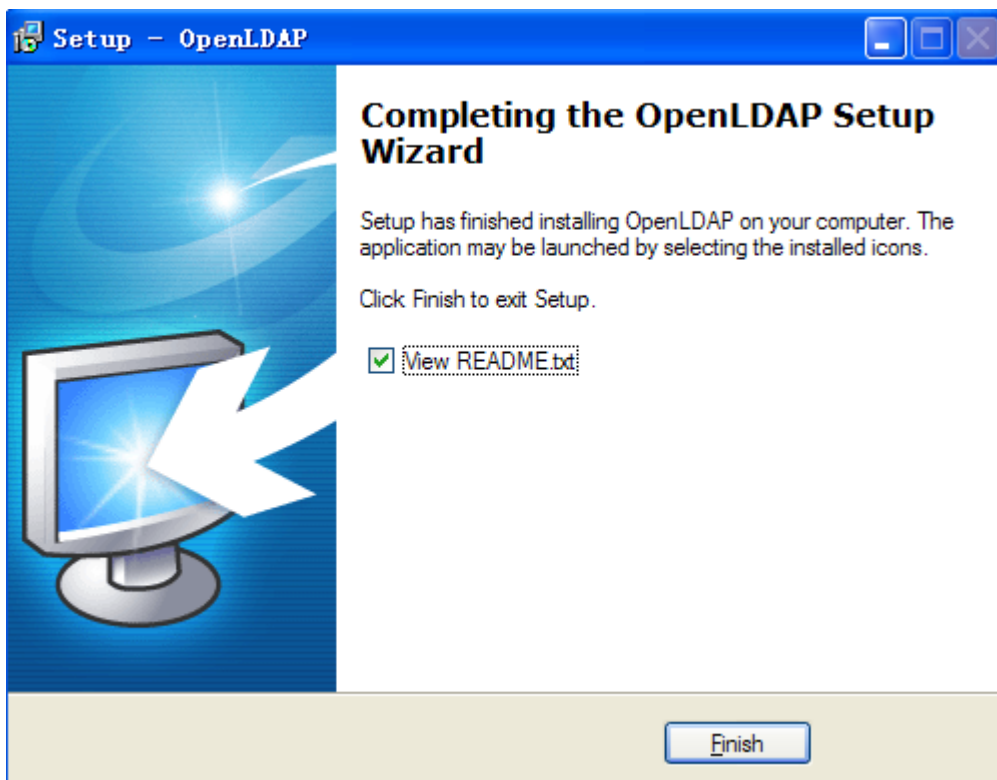 Setup - OpenLDAP
Completing the OpenLDAP Setup
Wizard
Setup has finished installing OpenLDAP on your computer. The
application may be launched by selecting the installed icons.
Click Finish to exit Setup.
View README.txt
Finish